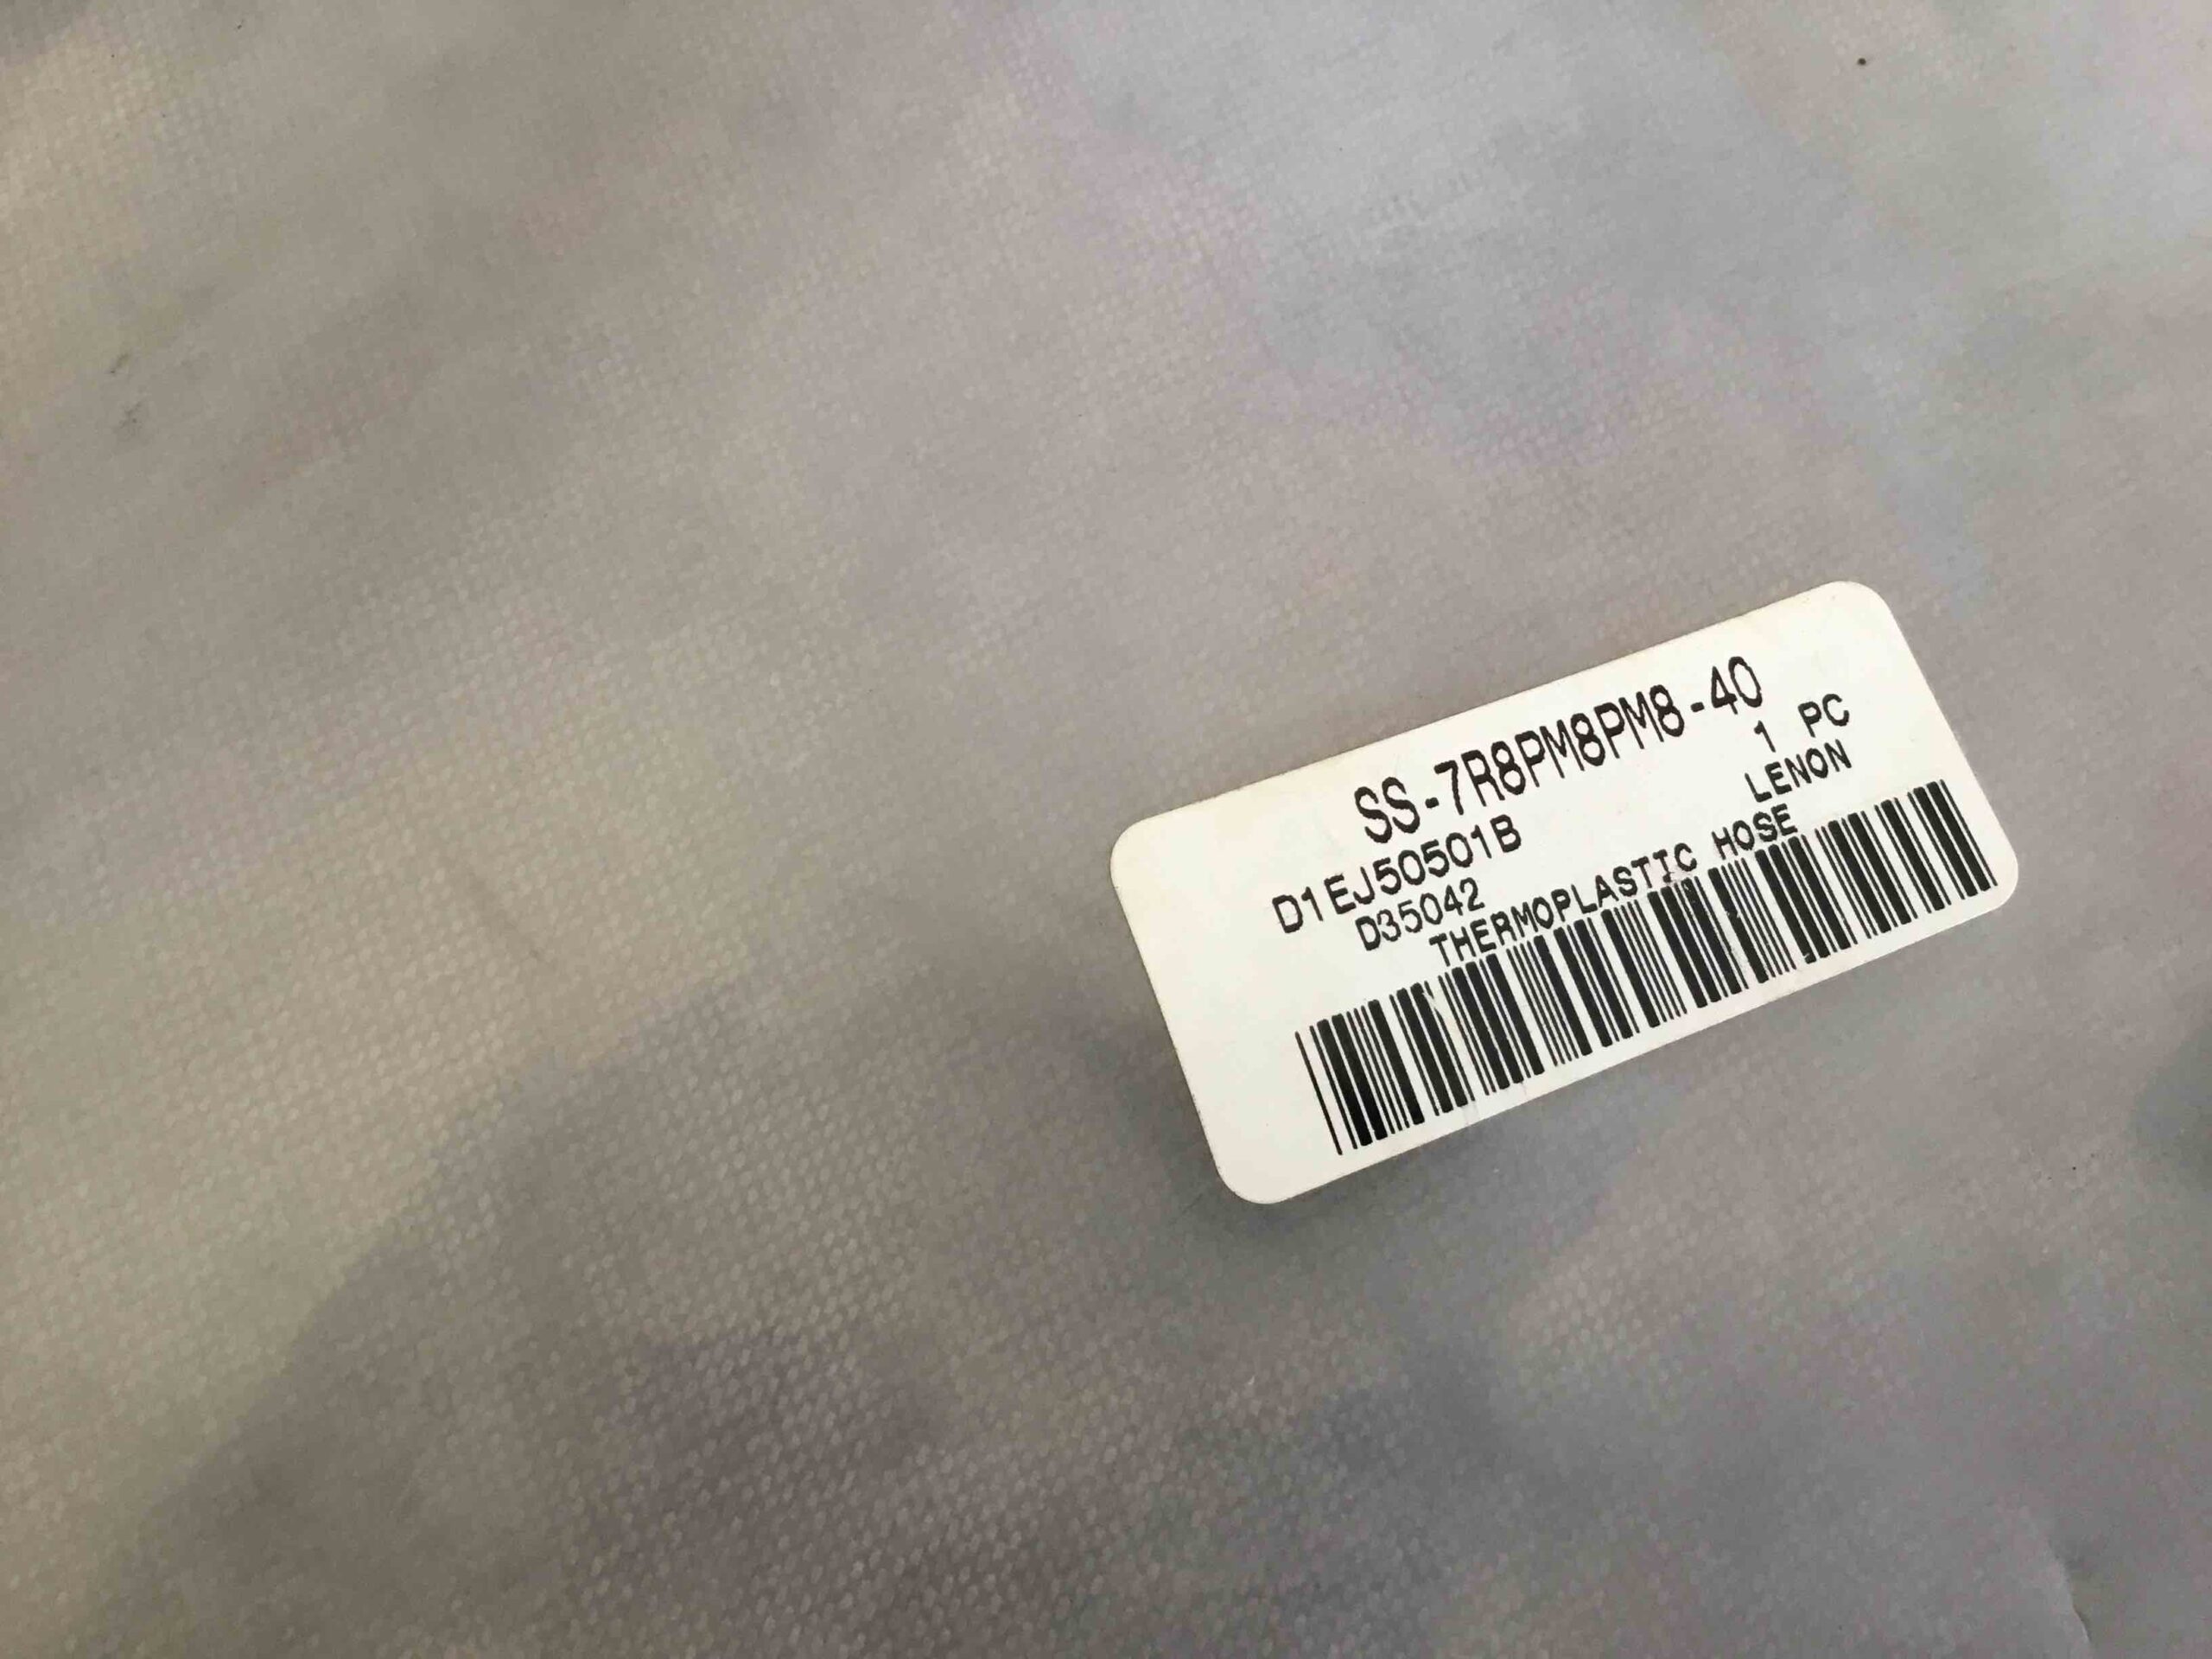 SS-7R8PM8PM8-40
1 PC
D1EJ50501B
LENON
D35042
THERMOPLASTIC HOSE